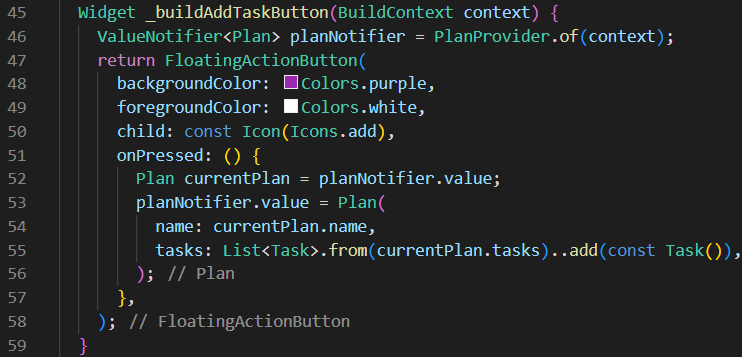 45 Widget _buildAddTaskButton(BuildContext context) {
46 ValueNotifier<Plan> planNotifier = PlanProvider.of(context);
47 return FloatingActionButton(
48 backgroundColor: Colors.purple,
49 foregroundColor: Colors.white,
50 child: const Icon(Icons.add),
51 onPressed: () {
52 Plan currentPlan = planNotifier.value;
53 planNotifier.value = Plan(
54 name: currentPlan.name,
55 tasks: List<Task>.from(currentPlan.tasks)..add(const Task()),
56 ); // Plan
57 },
58 ); // FloatingActionButton
59 }